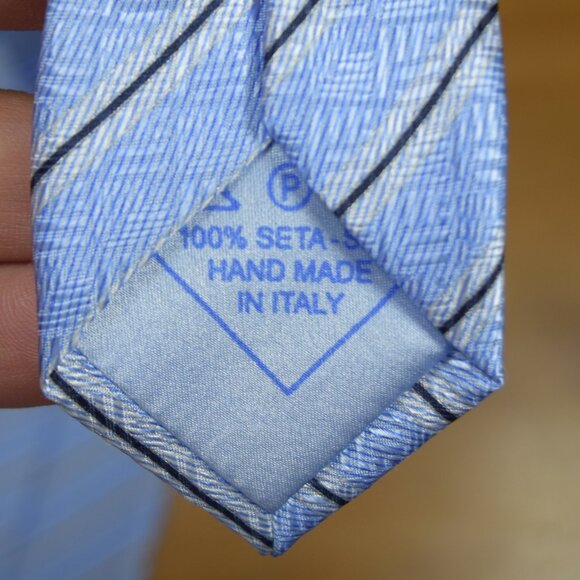 P
100% SETA-S
HAND MADE
IN ITALY